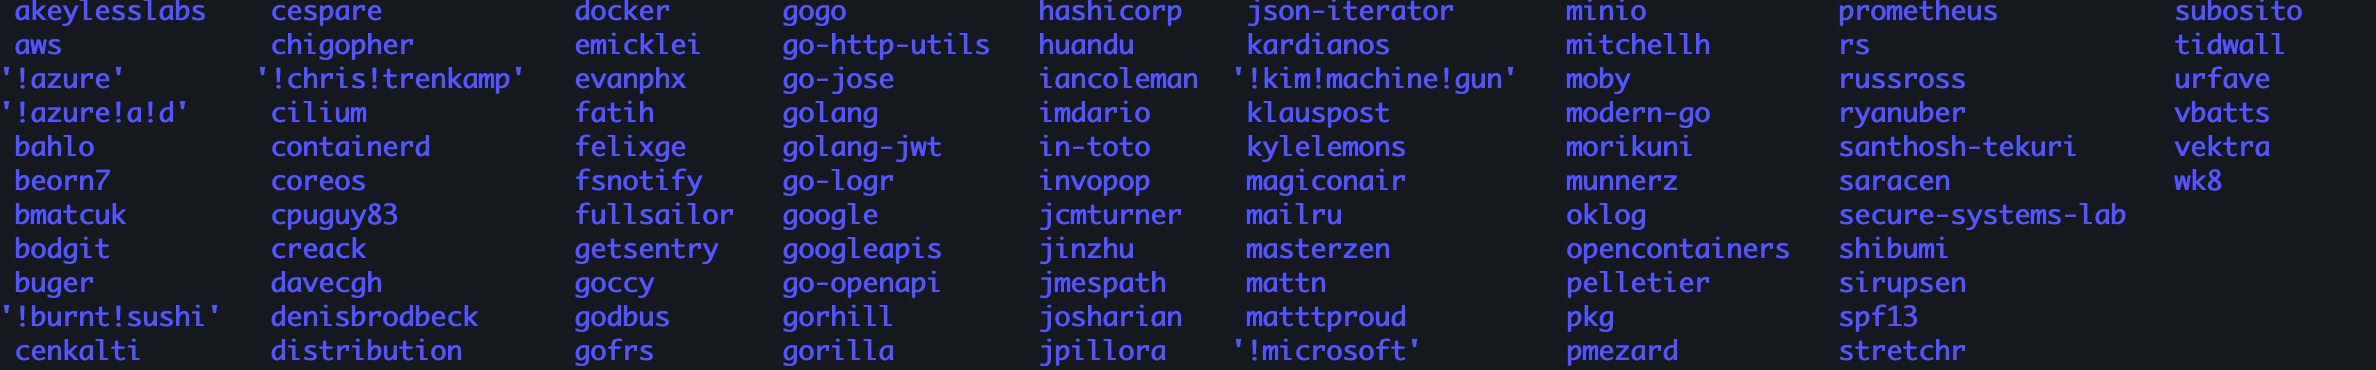 akeylesslabs cespare docker gogo hashicorp json-iterator minio prometheus subosito
aws chigopher emicklei go-http-utils huandu kardianos mitchellh rs tidwall
'!azure' '!chris!trenkamp' evanphx go-jose iancoleman '!kim!machine!gun' moby russross urfave
'!azure!a!d' cilium fatih golang imdario klauspost modern-go ryanuber vbatts
bahlo containerd felixge golang-jwt in-toto kylelemons morikuni santhosh-tekuri vektra
beorn7 coreos fsnotify go-logr invopop magiconair munnerz saracen wk8
bmatcuk cpuguy83 fullsailor google jcmturner mailru oklog secure-systems-lab
bodgit creack getsentry googleapis jinzhu masterzen opencontainers shibumi
buger davecgh goccy go-openapi jmespath mattn pelletier sirupsen
'!burnt!sushi' denisbrodbeck godbus gorhill josharian matttproud pkg spf13
cenkalti distribution gofrs gorilla jpillora '!microsoft' pmezard stretchr